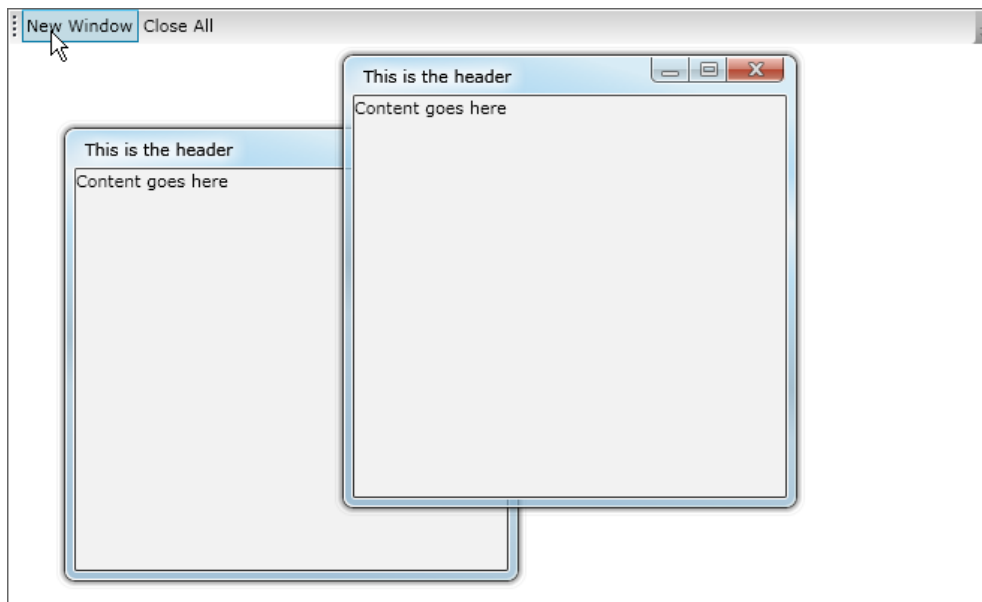 New Window Close All
This is the header
Content goes here
This is the header
Content goes here